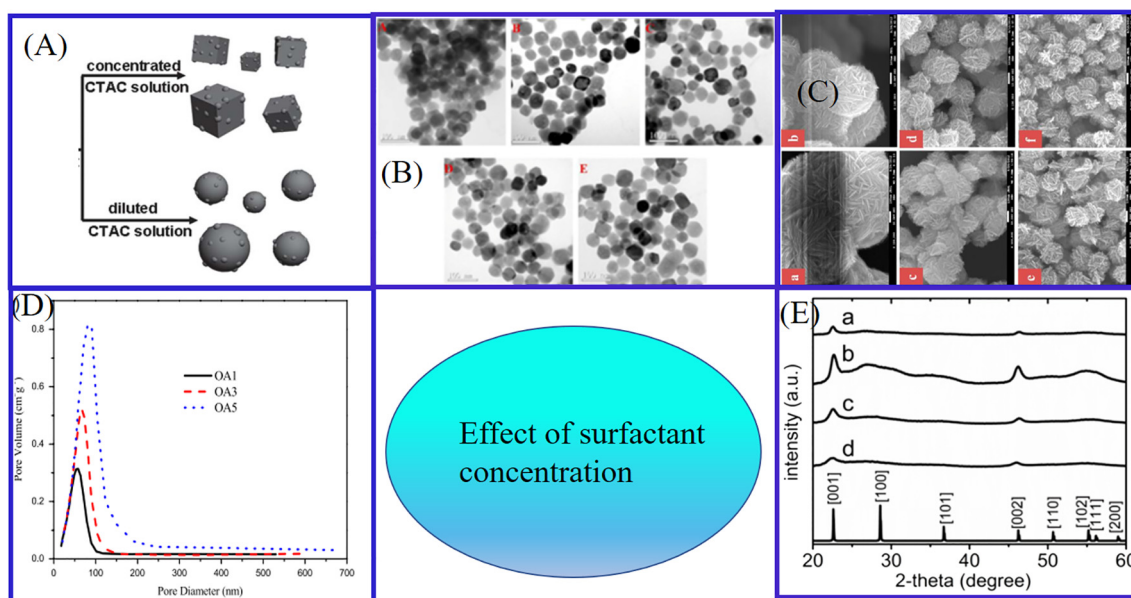 (A)
concentrated
CTAC solution
diluted
CTAC solution
A
B
C
(B)
E
(C)
b
d
f
a
c
e
(D)
0.8
0.6
0.4
0.2
0.0
Pore Volume (cm³g⁻¹)
OA1
OA3
OA5
0
100
200
300
400
500
600
700
Pore Diameter (nm)
Effect of surfactant
concentration
(E)
a
b
c
d
intensity (a.u.)
[001]
[100]
[101]
[002]
[110]
[102]
[111]
[200]
20
30
40
50
60
2-theta (degree)